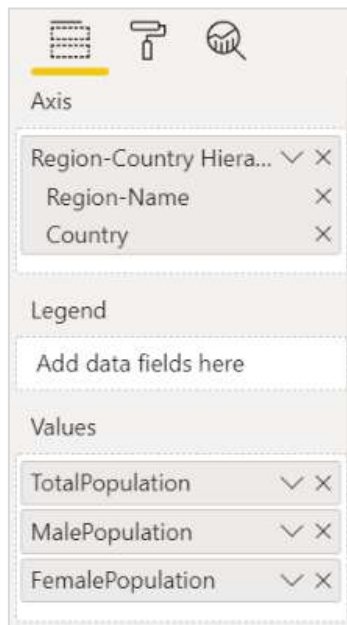 Axis
Region-Country Hiera...
Region-Name
Country
Legend
Add data fields here
Values
TotalPopulation
MalePopulation
FemalePopulation